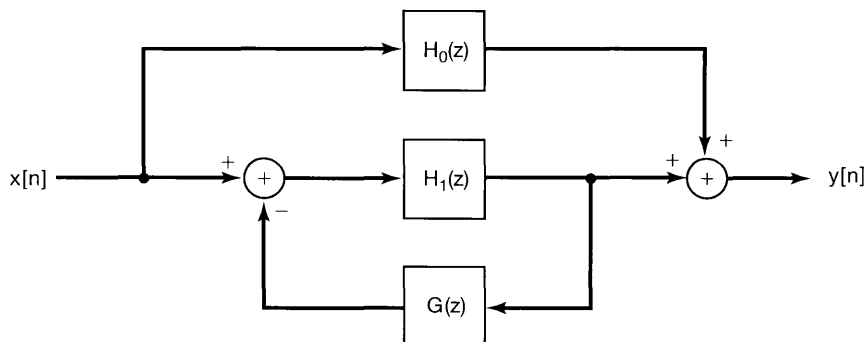 H₀(z)
+
x[n]
+
+
−
H₁(z)
+
+
y[n]
G(z)